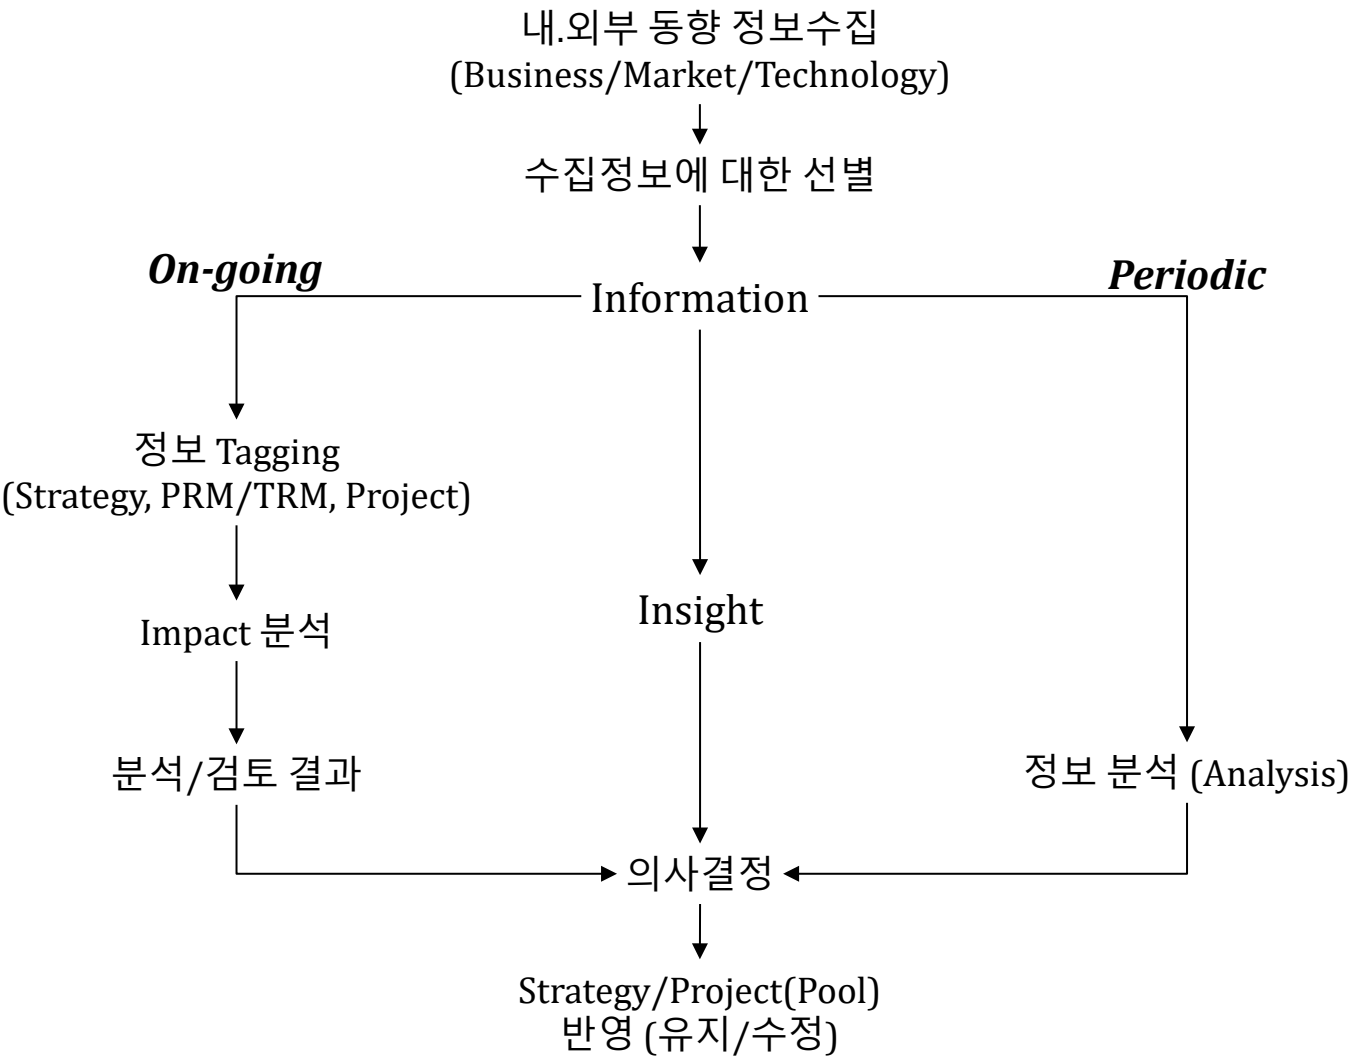 내.외부 동향 정보수집
(Business/Market/Technology)
수집정보에 대한 선별
On-going
Periodic
Information
정보 Tagging
(Strategy, PRM/TRM, Project)
Impact 분석
Insight
분석/검토 결과
정보 분석 (Analysis)
의사결정
Strategy/Project(Pool)
반영 (유지/수정)